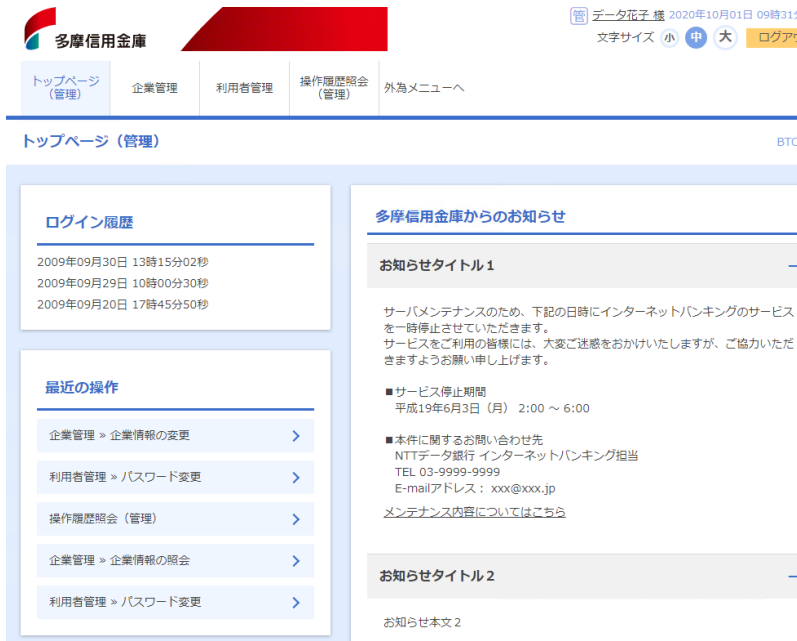 管 データ花子 様 2020年10月01日 09時31分
多摩信用金庫
文字サイズ 小 中 大 ログアウ
トップページ
（管理）
企業管理
利用者管理
操作履歴照会
（管理）
外為メニューへ
トップページ（管理）
BTC
ログイン履歴
2009年09月30日 13時15分02秒
2009年09月29日 10時00分30秒
2009年09月20日 17時45分50秒
最近の操作
企業管理 » 企業情報の変更
利用者管理 » パスワード変更
操作履歴照会（管理）
企業管理 » 企業情報の照会
利用者管理 » パスワード変更
多摩信用金庫からのお知らせ
お知らせタイトル１
サーバメンテナンスのため、下記の日時にインターネットバンキングのサービス
を一時停止させていただきます。
サービスをご利用の皆様には、大変ご迷惑をおかけいたしますが、ご協力いただ
きますようお願い申し上げます。
■サービス停止期間
平成19年6月3日（月） 2:00 ～ 6:00
■本件に関するお問い合わせ先
NTTデータ銀行 インターネットバンキング担当
TEL 03-9999-9999
E-mailアドレス： xxx@xxx.jp
メンテナンス内容についてはこちら
お知らせタイトル２
お知らせ本文２